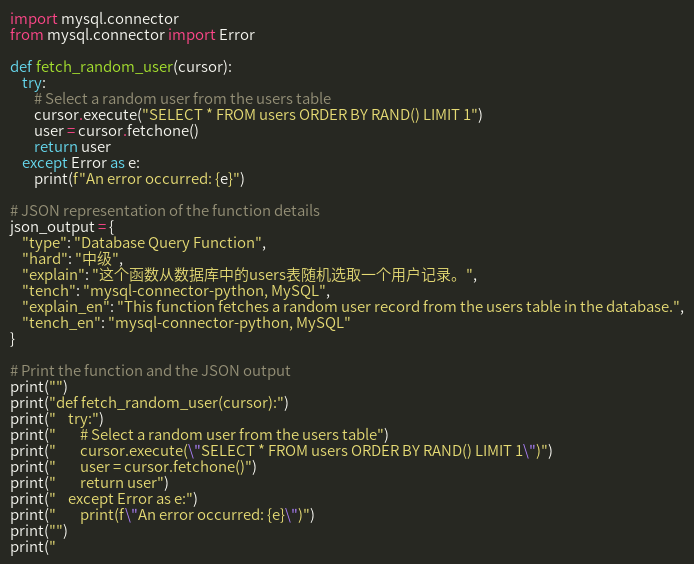 import mysql.connector
from mysql.connector import Error

def fetch_random_user(cursor):
    try:
        # Select a random user from the users table
        cursor.execute("SELECT * FROM users ORDER BY RAND() LIMIT 1")
        user = cursor.fetchone()
        return user
    except Error as e:
        print(f"An error occurred: {e}")

# JSON representation of the function details
json_output = {
    "type": "Database Query Function",
    "hard": "中级",
    "explain": "这个函数从数据库中的users表随机选取一个用户记录。",
    "tench": "mysql-connector-python, MySQL",
    "explain_en": "This function fetches a random user record from the users table in the database.",
    "tench_en": "mysql-connector-python, MySQL"
}

# Print the function and the JSON output
print("")
print("def fetch_random_user(cursor):")
print("    try:")
print("        # Select a random user from the users table")
print("        cursor.execute(\"SELECT * FROM users ORDER BY RAND() LIMIT 1\")")
print("        user = cursor.fetchone()")
print("        return user")
print("    except Error as e:")
print("        print(f\"An error occurred: {e}\")")
print("")
print("